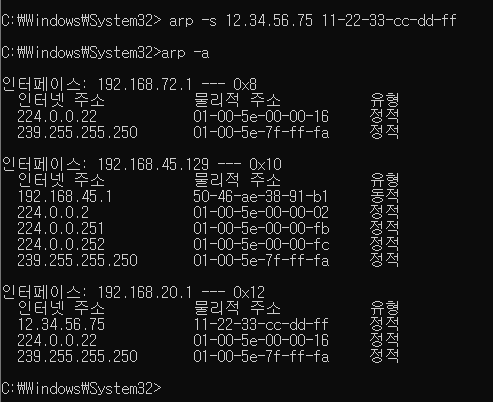 C:₩Windows₩System32> arp -s 12.34.56.75 11-22-33-cc-dd-ff
C:₩Windows₩System32>arp -a
인터페이스: 192.168.72.1 --- 0x8
인터넷 주소 물리적 주소 유형
224.0.0.22 01-00-5e-00-00-16 정적
239.255.255.250 01-00-5e-7f-ff-fa 정적
인터페이스: 192.168.45.129 --- 0x10
인터넷 주소 물리적 주소 유형
192.168.45.1 50-46-ae-38-91-b1 동적
224.0.0.2 01-00-5e-00-00-02 정적
224.0.0.251 01-00-5e-00-00-fb 정적
224.0.0.252 01-00-5e-00-00-fc 정적
239.255.255.250 01-00-5e-7f-ff-fa 정적
인터페이스: 192.168.20.1 --- 0x12
인터넷 주소 물리적 주소 유형
12.34.56.75 11-22-33-cc-dd-ff 정적
224.0.0.22 01-00-5e-00-00-16 정적
239.255.255.250 01-00-5e-7f-ff-fa 정적
C:₩Windows₩System32>